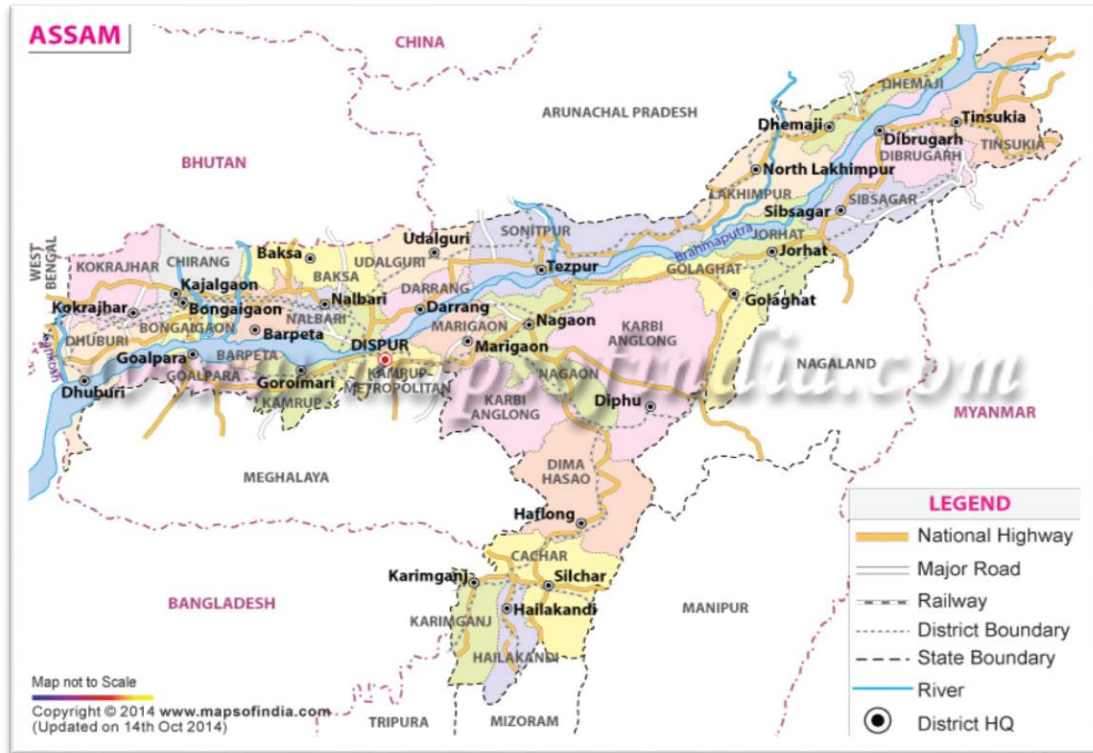 ASSAM
CHINA
ARUNACHAL PRADESH
BHUTAN
DHEMAJI
Dhemaji
Tinsukia
TINSUKIA
Dibrugarh
DIBRUGARH
North Lakhimpur
LAKHIMPUR
SIBSAGAR
Sibsagar
JORHAT
Jorhat
Brahmaputra
WEST
BENGAL
KOKRAJHAR
CHIRANG
Baksa
BAKSA
Udalguri
UDALGURI
SONITPUR
Tezpur
GOLAGHAT
Golaghat
Kajalgaon
Kokrajhar
Bongaigaon
BONGAIGAON
Nalbari
NALBARI
DARRANG
Darrang
MARIGAON
Marigaon
Nagaon
NAGAON
KARBI
ANGLONG
DHUBURI
Dhuburi
Barpeta
BARPETA
DISPUR
Goalpara
GOALPARA
Goroimari
KAMRUP
KAMRUP-
METROPOLITAN
www.mapsofindia.com
KARBI
ANGLONG
Diphu
NAGALAND
MYANMAR
MEGHALAYA
DIMA
HASAO
Haflong
CACHAR
Karimganj
Silchar
KARIMGANJ
Hailakandi
HAILAKANDI
BANGLADESH
MANIPUR
TRIPURA
MIZORAM
LEGEND
National Highway
Major Road
Railway
District Boundary
State Boundary
River
District HQ
Map not to Scale
Copyright © 2014 www.mapsofindia.com
(Updated on 14th Oct 2014)